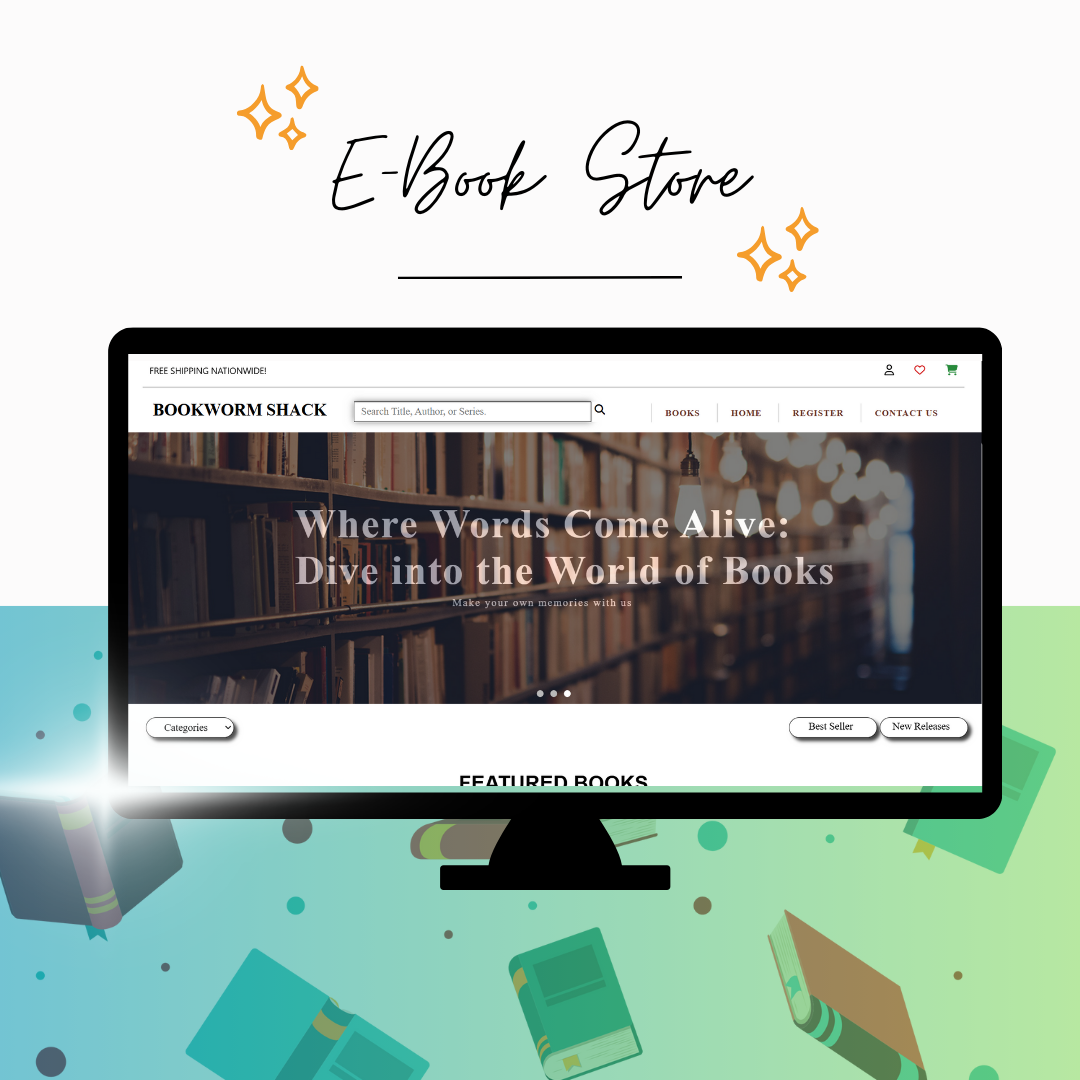 E-Book Store
FREE SHIPPING NATIONWIDE!
BOOKWORM SHACK
Search Title, Author, or Series.
BOOKS
HOME
REGISTER
CONTACT US
Where Words Come Alive:
Dive into the World of Books
Make your own memories with us
Categories
Best Seller
New Releases
FEATURED BOOKS